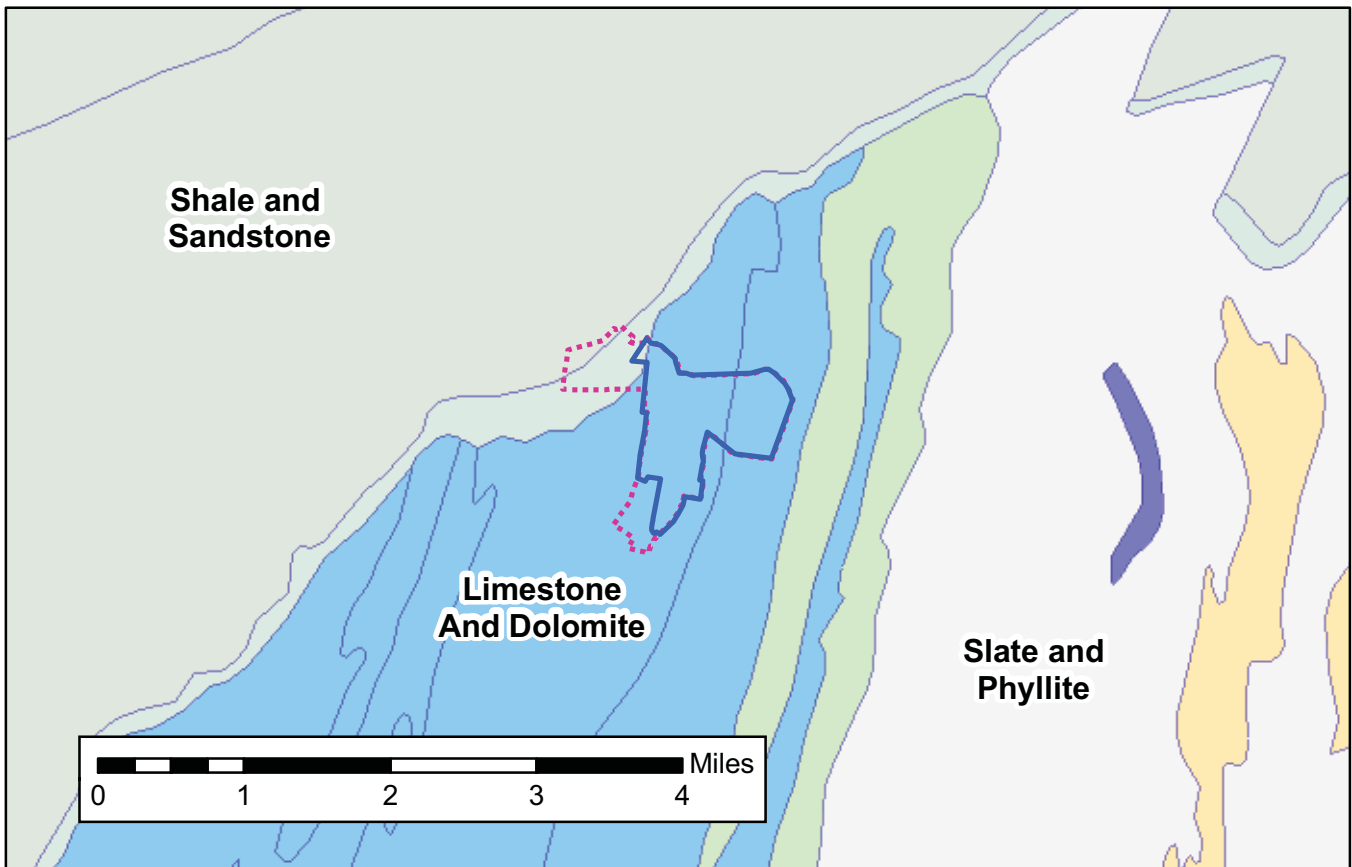 Shale and
Sandstone
Limestone
And Dolomite
Slate and
Phyllite
Miles
0 1 2 3 4